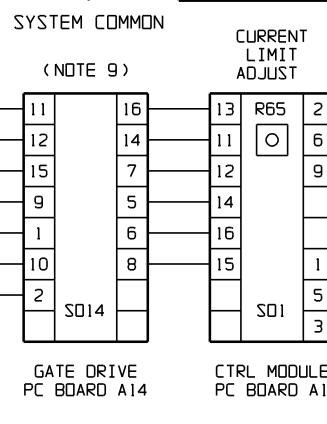 SYSTEM COMMON
(NOTE 9)
CURRENT
LIMIT
ADJUST
11 16 13 R65 2
12 14 11 6
15 7 12 9
9 5 14
1 6 16
10 8 15 1
2 5
SO14 SO1 3
GATE DRIVE
PC BOARD A14
CTRL MODULE
PC BOARD A1